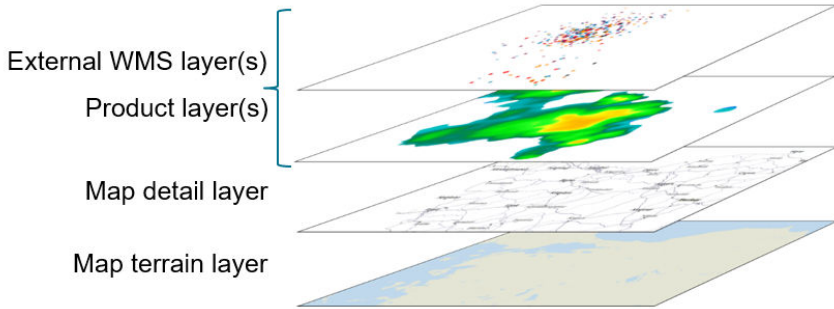 External WMS layer(s)
Product layer(s)
Map detail layer
Map terrain layer